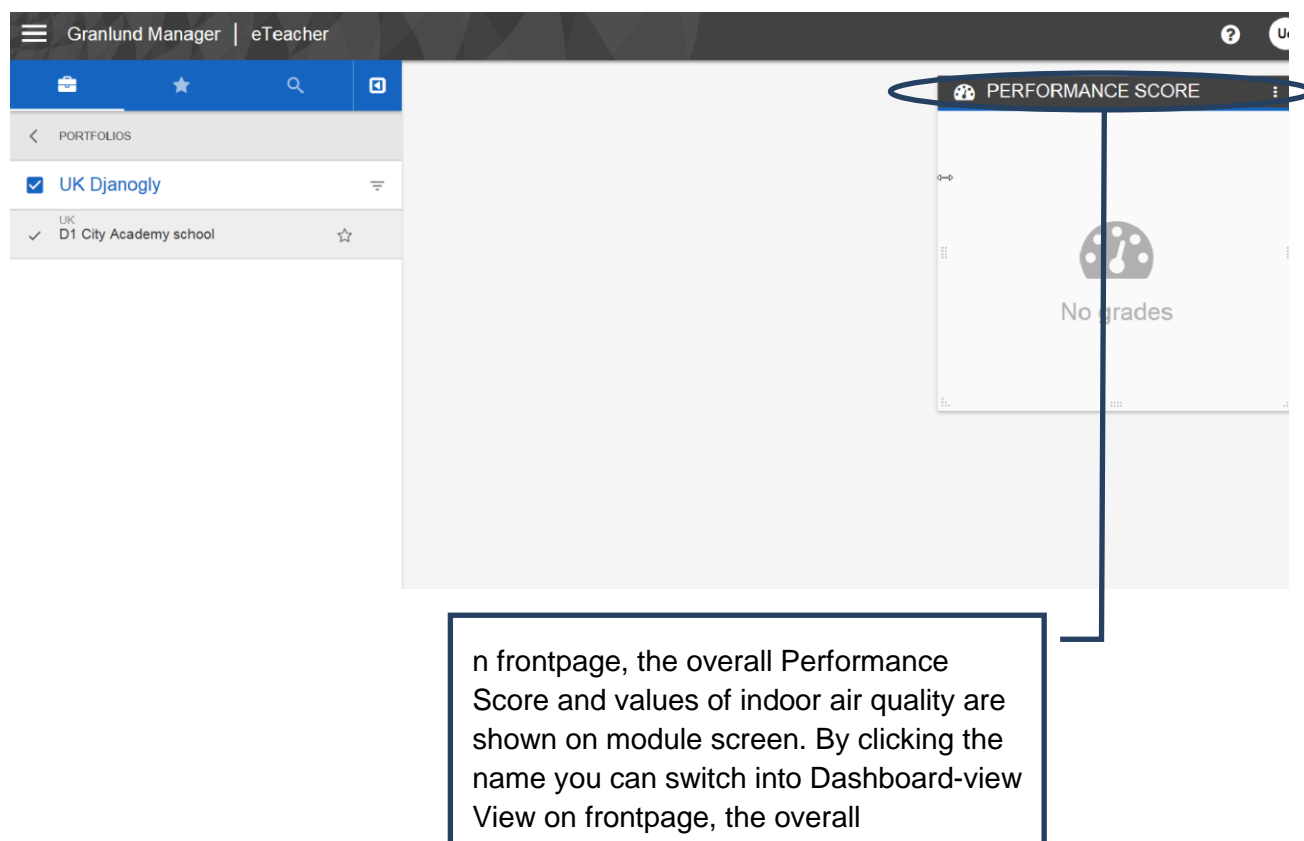 Granlund Manager | eTeacher
PERFORMANCE SCORE
PORTFOLIOS
UK Djanogly
UK
D1 City Academy school
No grades
n frontpage, the overall Performance
Score and values of indoor air quality are
shown on module screen. By clicking the
name you can switch into Dashboard-view
View on frontpage, the overall